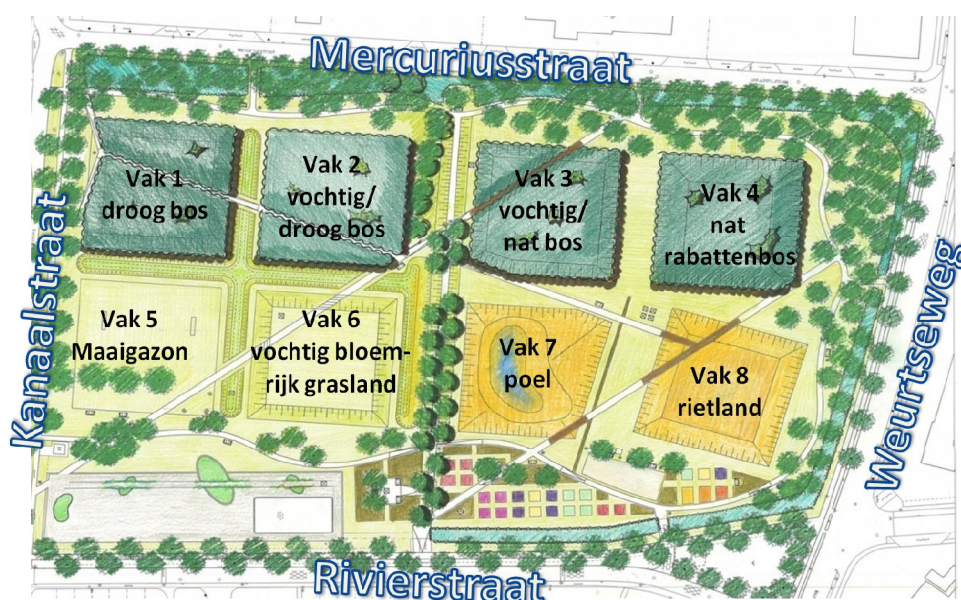 Mercuriusstraat
Vak 1
droog bos
Vak 2
vochtig/
droog bos
Vak 3
vochtig/
nat bos
Vak 4
nat
rabattenbos
Kanaalstraat
Weurtseweg
Vak 5
Maaigazon
Vak 6
vochtig bloem-
rijk grasland
Vak 7
poel
Vak 8
rietland
Rivierstraat